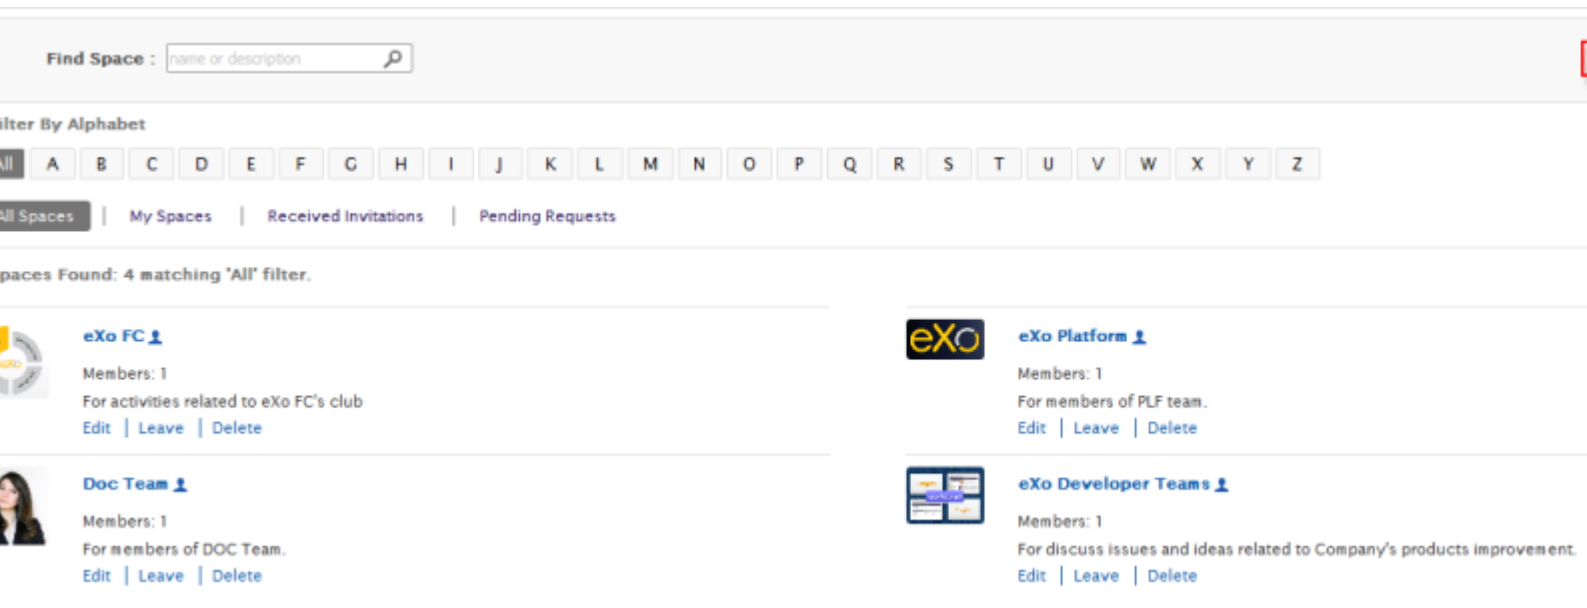 Find Space : name or description
ilter By Alphabet
All A B C D E F G H I J K L M N O P Q R S T U V W X Y Z
All Spaces | My Spaces | Received Invitations | Pending Requests
paces Found: 4 matching 'All' filter.
eXo FC
Members: 1
For activities related to eXo FC's club
Edit | Leave | Delete
eXo
eXo Platform
Members: 1
For members of PLF team.
Edit | Leave | Delete
Doc Team
Members: 1
For members of DOC Team.
Edit | Leave | Delete
eXo Developer Teams
Members: 1
For discuss issues and ideas related to Company's products improvement.
Edit | Leave | Delete